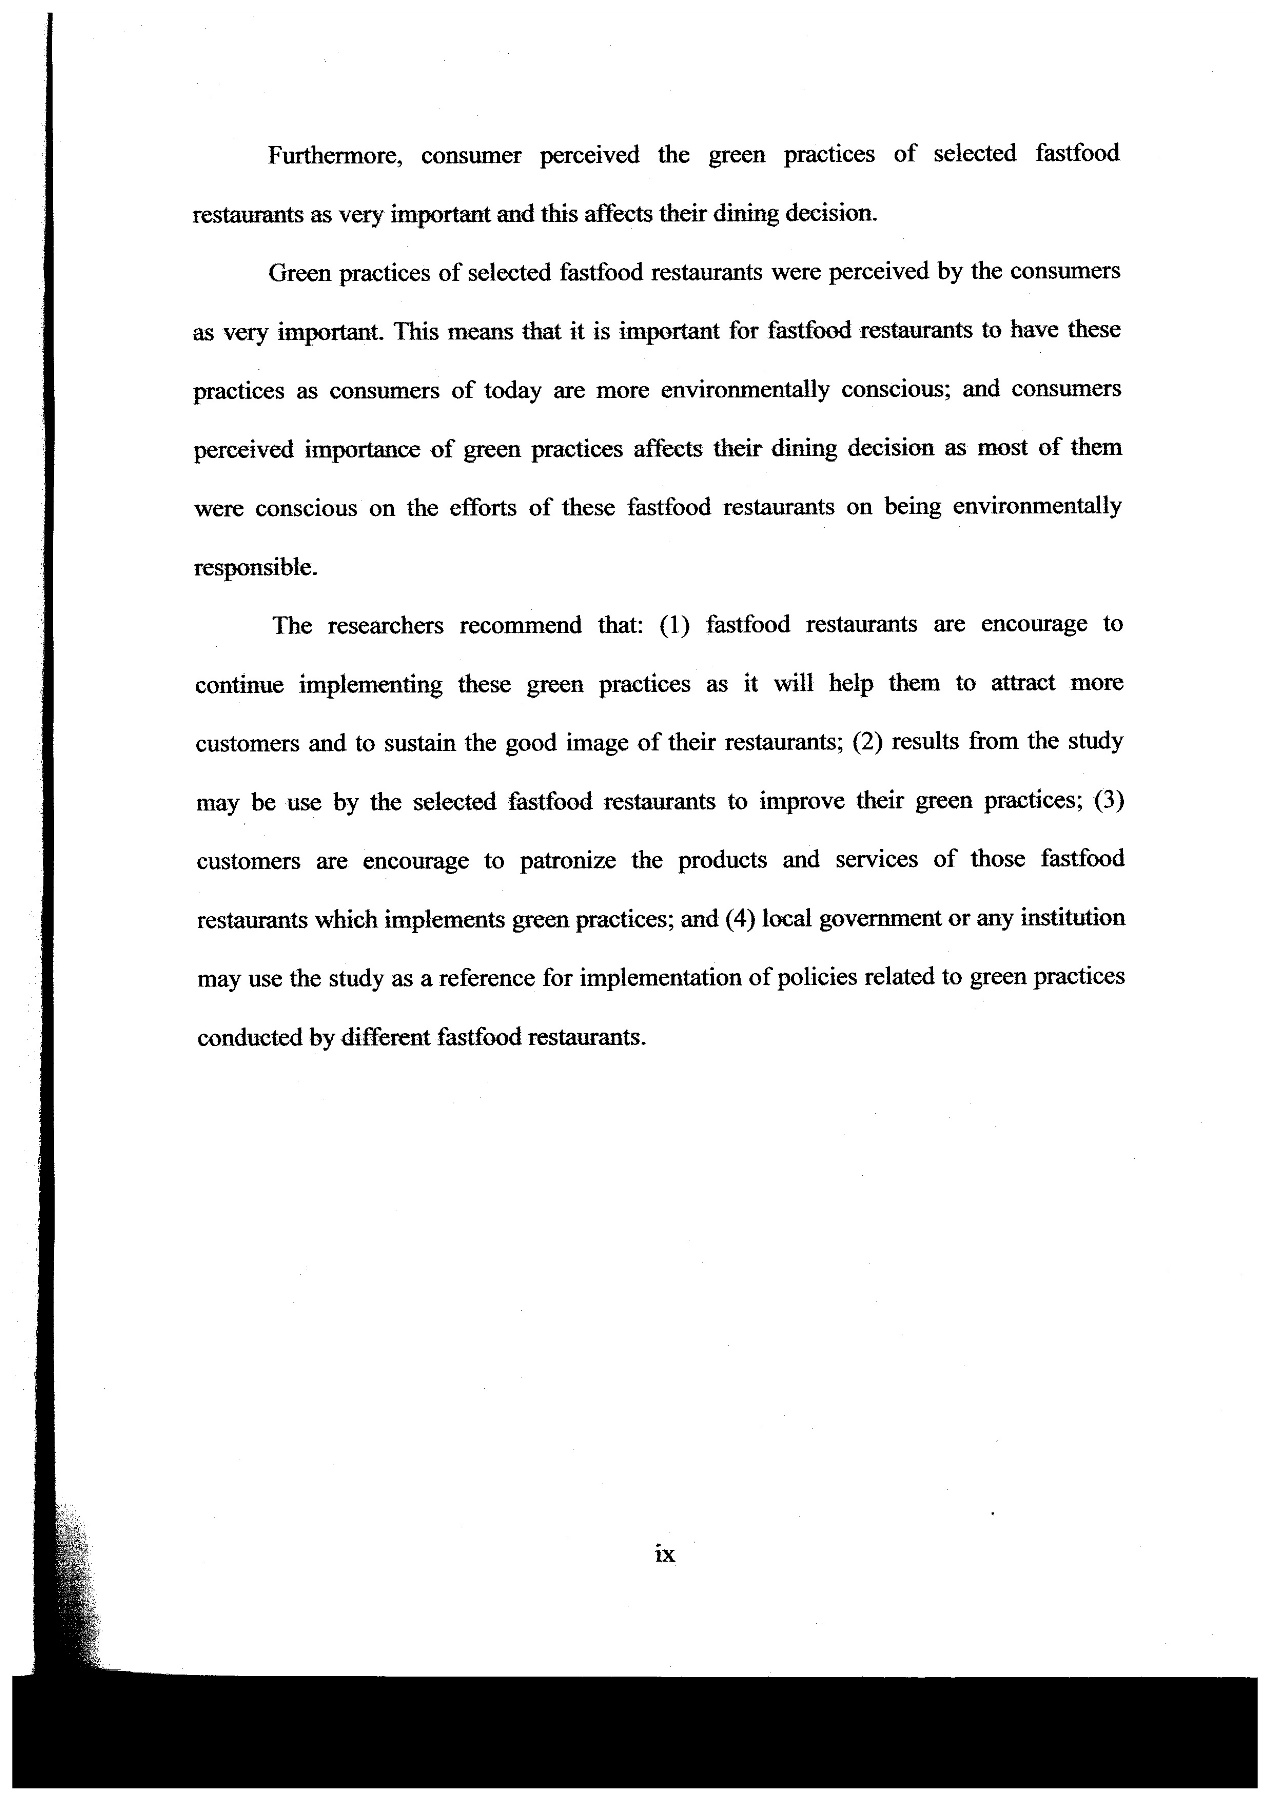 Furthermore, consumer perceived the green practices of selected fastfood
restaurants as very important and this affects their dining decision.
Green practices of selected fastfood restaurants were perceived by the consumers
as very important. This means that it is important for fastfood restaurants to have these
practices as consumers of today are more environmentally conscious; and consumers
perceived importance of green practices affects their dining decision as most of them
were conscious on the efforts of these fastfood restaurants on being environmentally
responsible.
The researchers recommend that: (1) fastfood restaurants are encourage to
continue implementing these green practices as it will help them to attract more
customers and to sustain the good image of their restaurants; (2) results from the study
may be use by the selected fastfood restaurants to improve their green practices; (3)
customers are encourage to patronize the products and services of those fastfood
restaurants which implements green practices; and (4) local government or any institution
may use the study as a reference for implementation of policies related to green practices
conducted by different fastfood restaurants.
ix